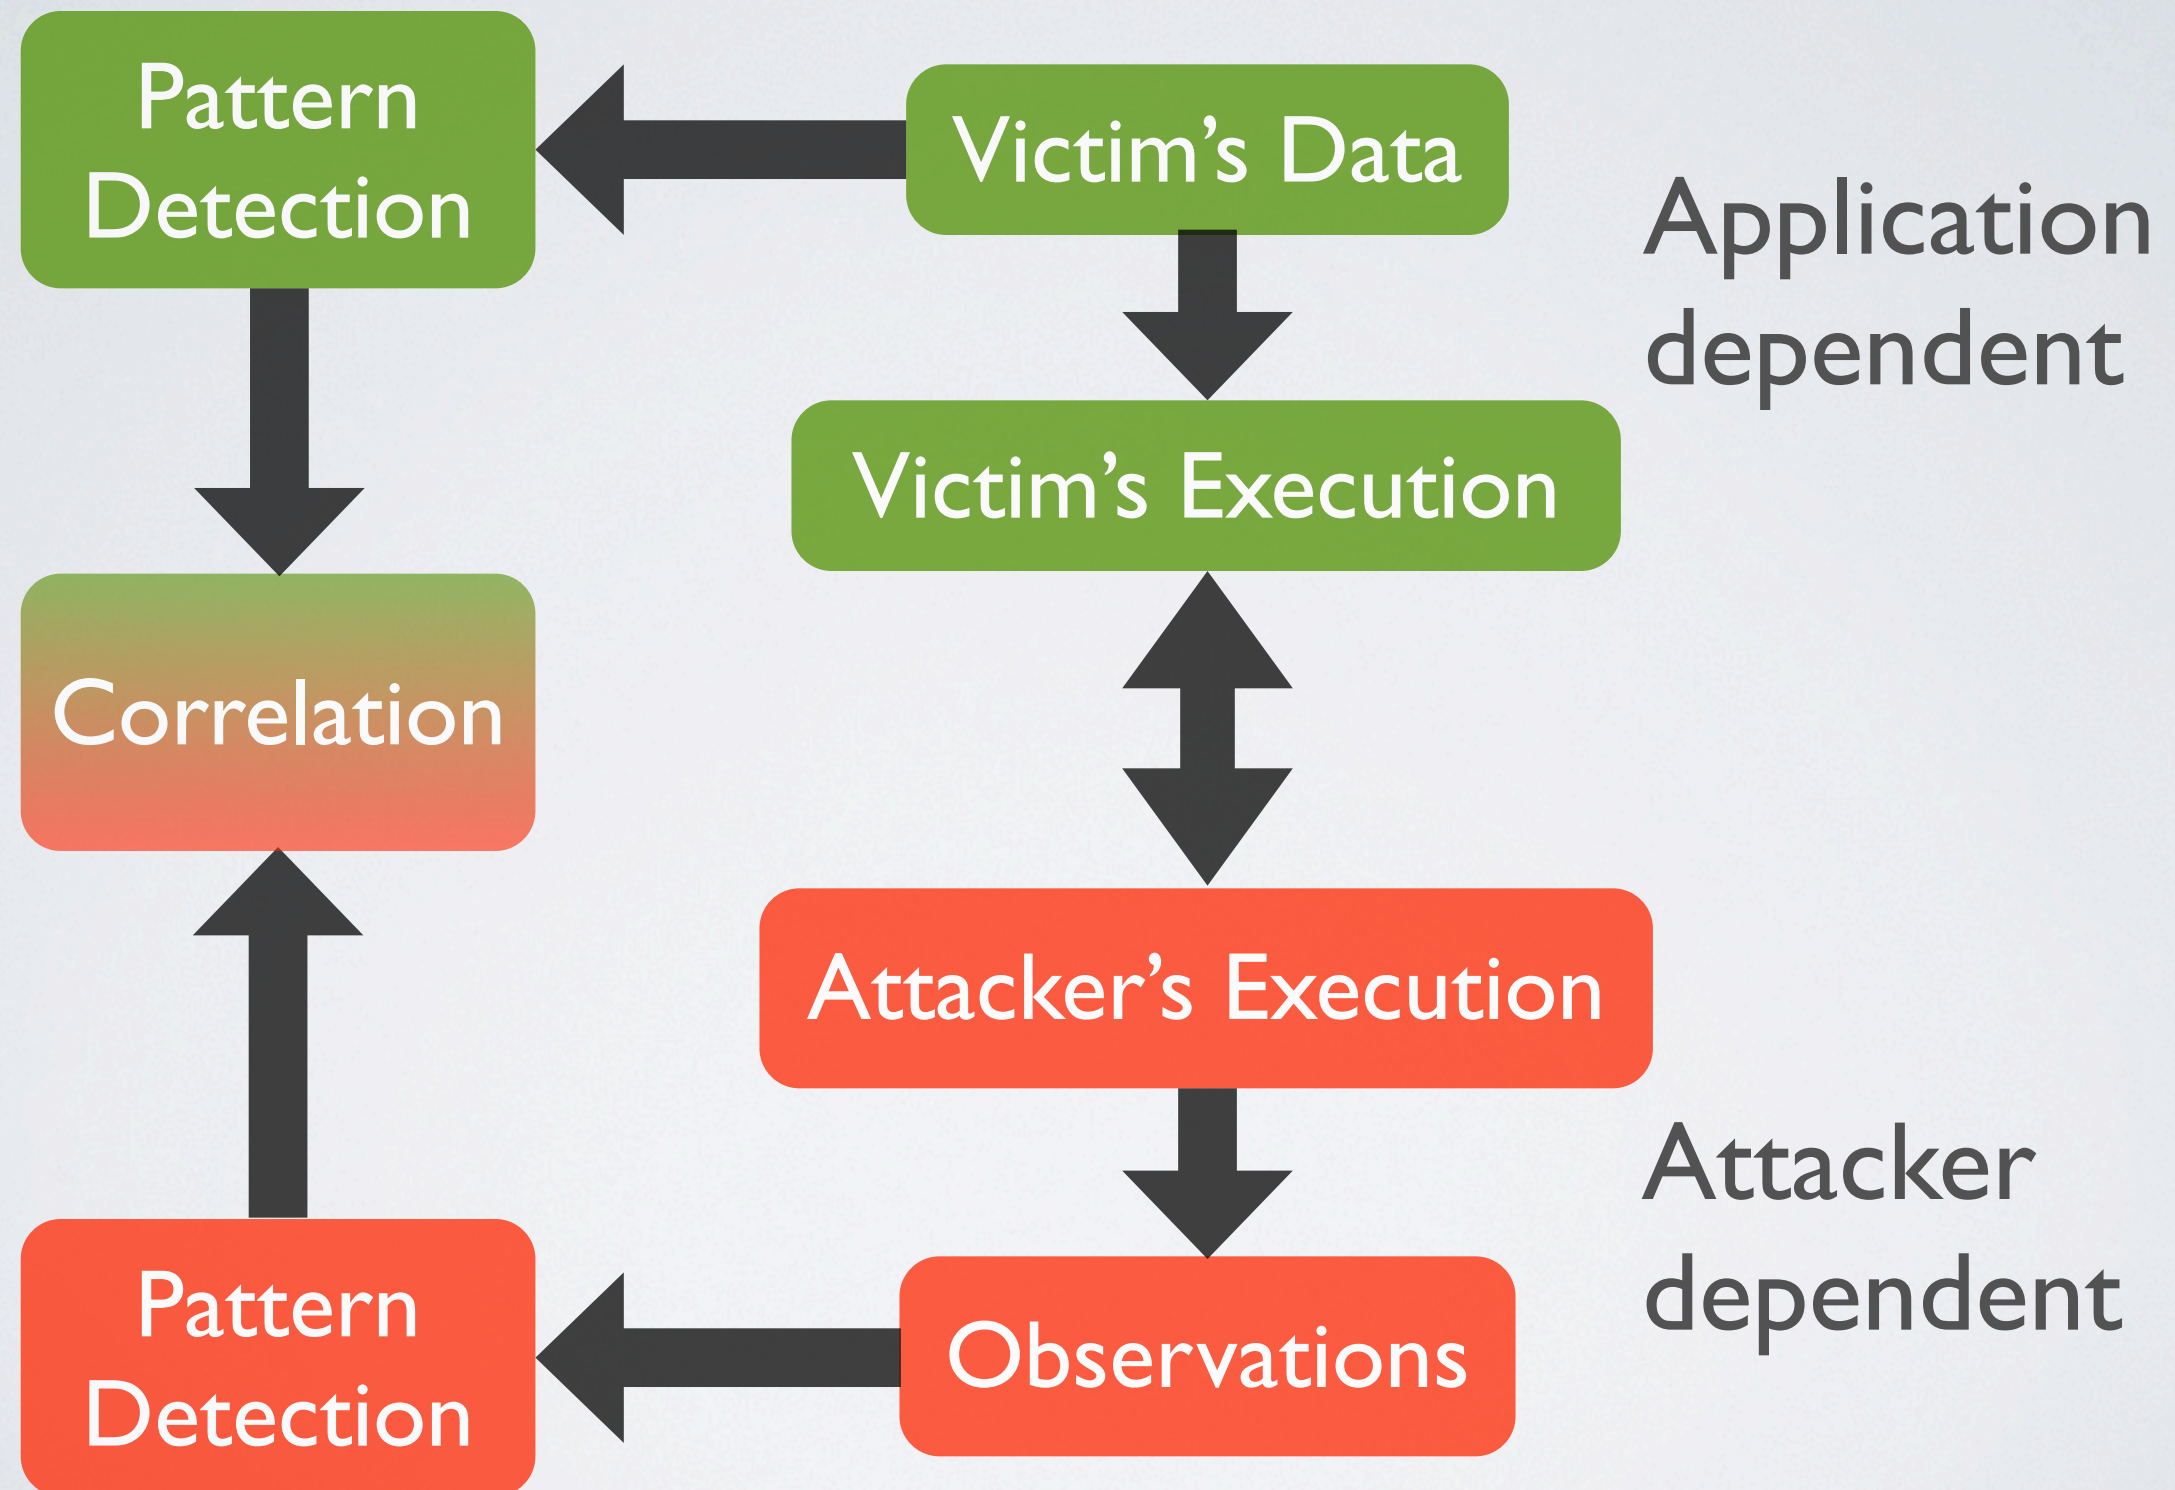 Pattern
Detection
Victim’s Data
Application
dependent
Victim’s Execution
Correlation
Attacker’s Execution
Attacker
dependent
Pattern
Detection
Observations